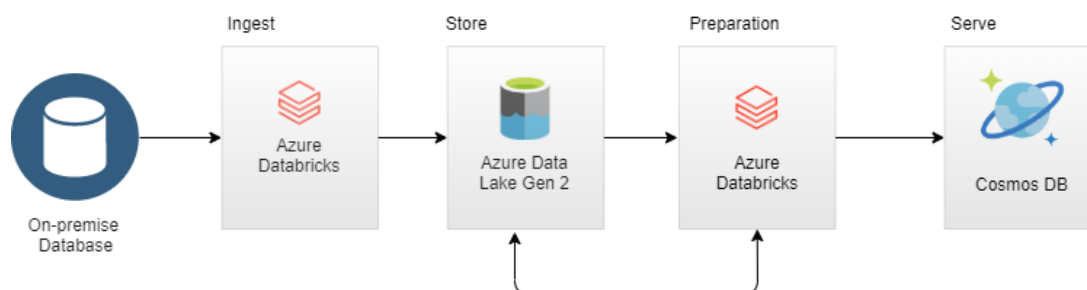 Ingest
Store
Preparation
Serve
Azure
Databricks
Azure Data
Lake Gen 2
Azure
Databricks
Cosmos DB
On-premise
Database